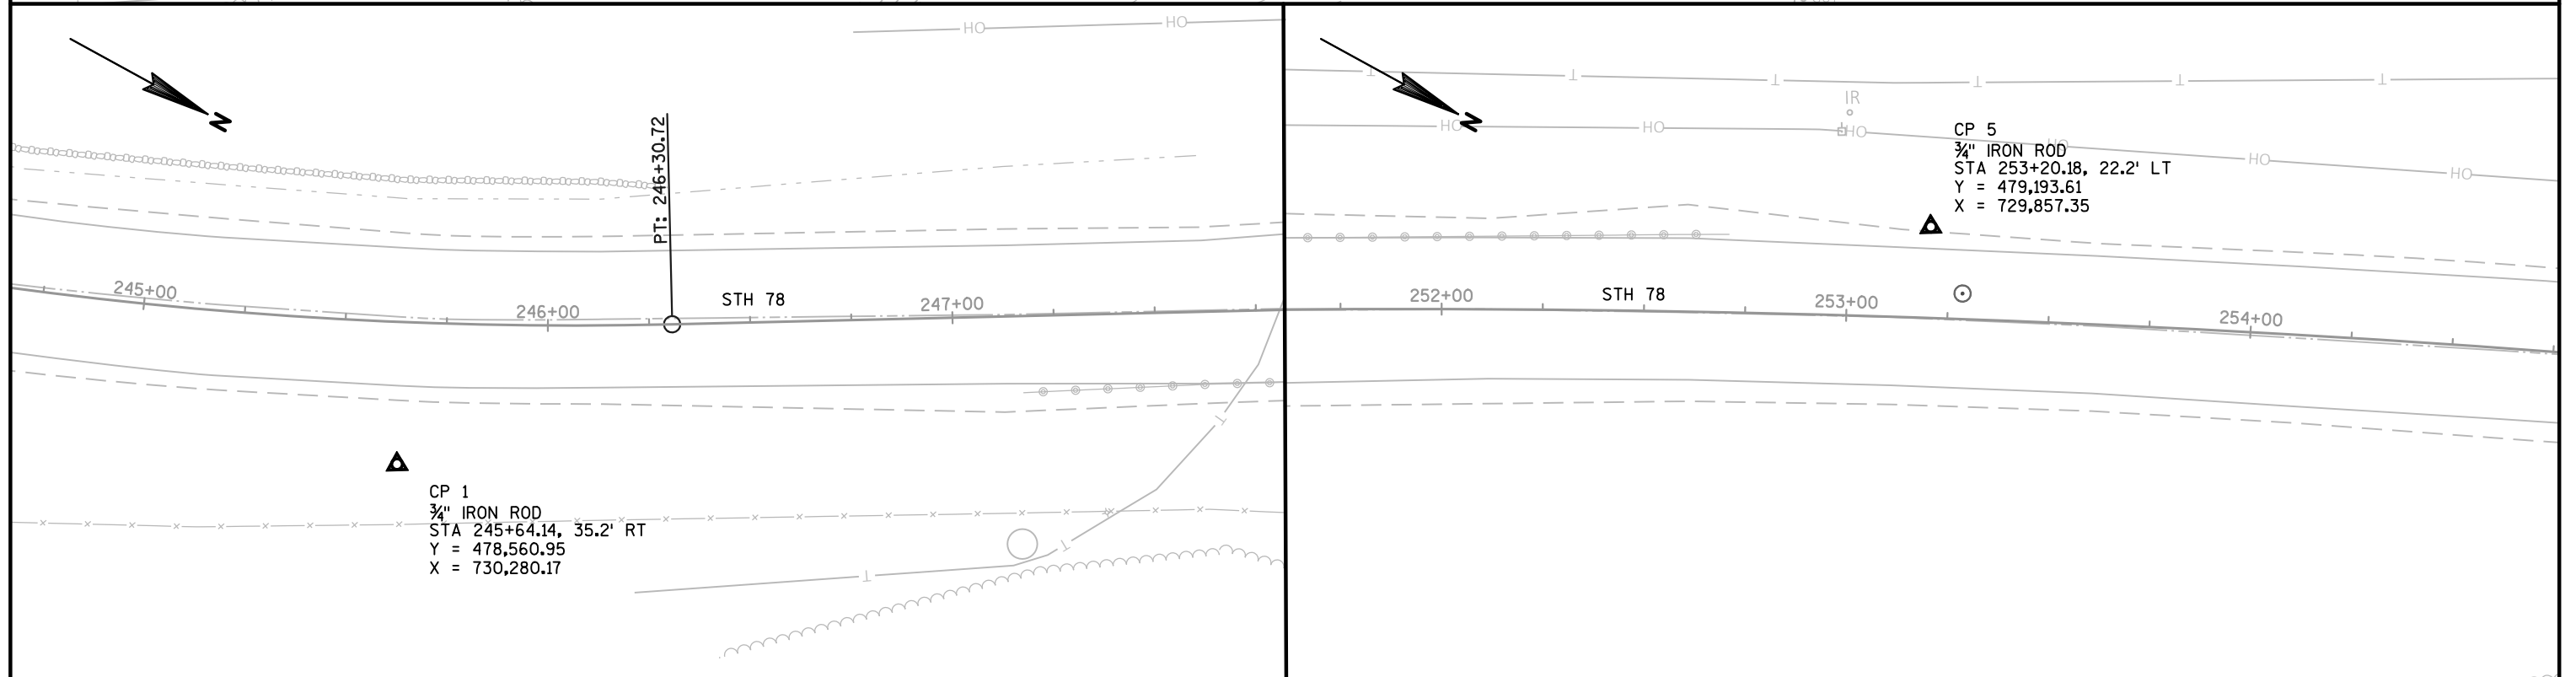 HO HO
N
PT: 246+30.72
245+00
246+00
STH 78
247+00
CP 1
¾" IRON ROD
STA 245+64.14, 35.2' RT
Y = 478,560.95
X = 730,280.17
N
IR
HO HO HO HO HO HO
CP 5
¾" IRON ROD
STA 253+20.18, 22.2' LT
Y = 479,193.61
X = 729,857.35
252+00
STH 78
253+00
254+00